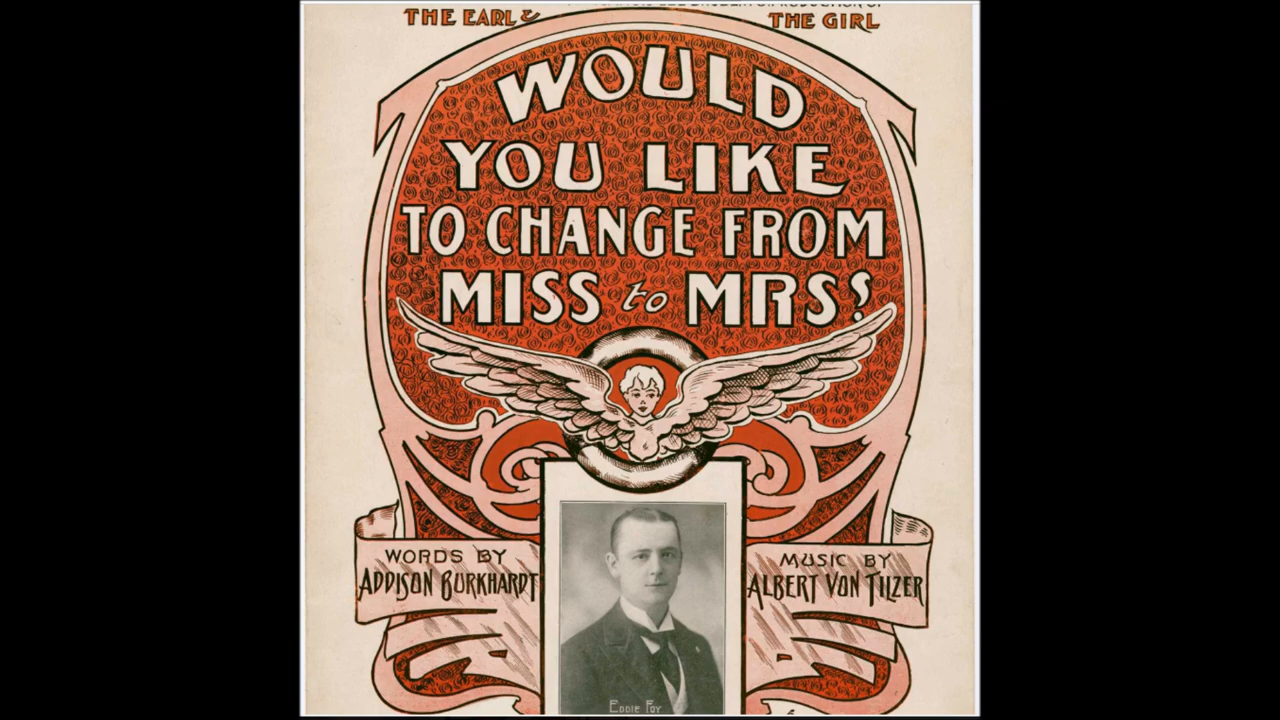 THE EARL &
THE GIRL
WOULD
YOU LIKE
TO CHANGE FROM
MISS to MRS?
WORDS BY
ADDISON BURKHARDT
MUSIC BY
ALBERT VON TILZER
EDDIE FOY